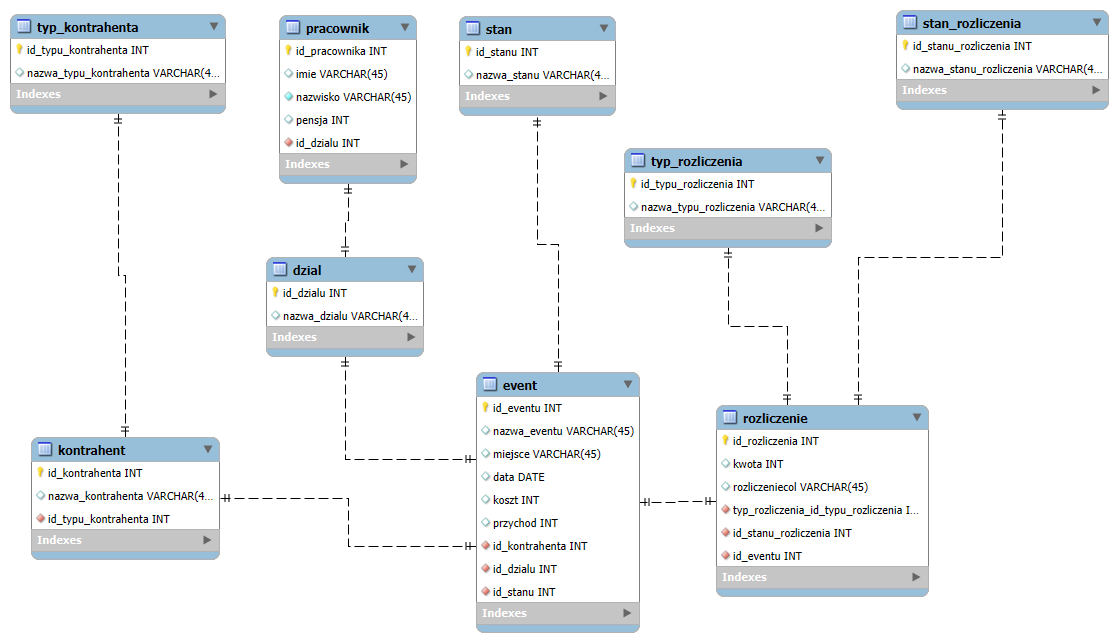 typ_kontrahenta
id_typu_kontrahenta INT
nazwa_typu_kontrahenta VARCHAR(4...
Indexes
pracownik
id_pracownika INT
imie VARCHAR(45)
nazwisko VARCHAR(45)
pensja INT
id_dzialu INT
Indexes
stan
id_stanu INT
nazwa_stanu VARCHAR(4...
Indexes
stan_rozliczenia
id_stanu_rozliczenia INT
nazwa_stanu_rozliczenia VARCHAR(4...
Indexes
typ_rozliczenia
id_typu_rozliczenia INT
nazwa_typu_rozliczenia VARCHAR(4...
Indexes
dzial
id_dzialu INT
nazwa_dzialu VARCHAR(4...
Indexes
kontrahent
id_kontrahenta INT
nazwa_kontrahenta VARCHAR(4...
id_typu_kontrahenta INT
Indexes
event
id_eventu INT
nazwa_eventu VARCHAR(45)
miejsce VARCHAR(45)
data DATE
koszt INT
przychod INT
id_kontrahenta INT
id_dzialu INT
id_stanu INT
Indexes
rozliczenie
id_rozliczenia INT
kwota INT
rozliczeniecol VARCHAR(45)
typ_rozliczenia_id_typu_rozliczenia I...
id_stanu_rozliczenia INT
id_eventu INT
Indexes